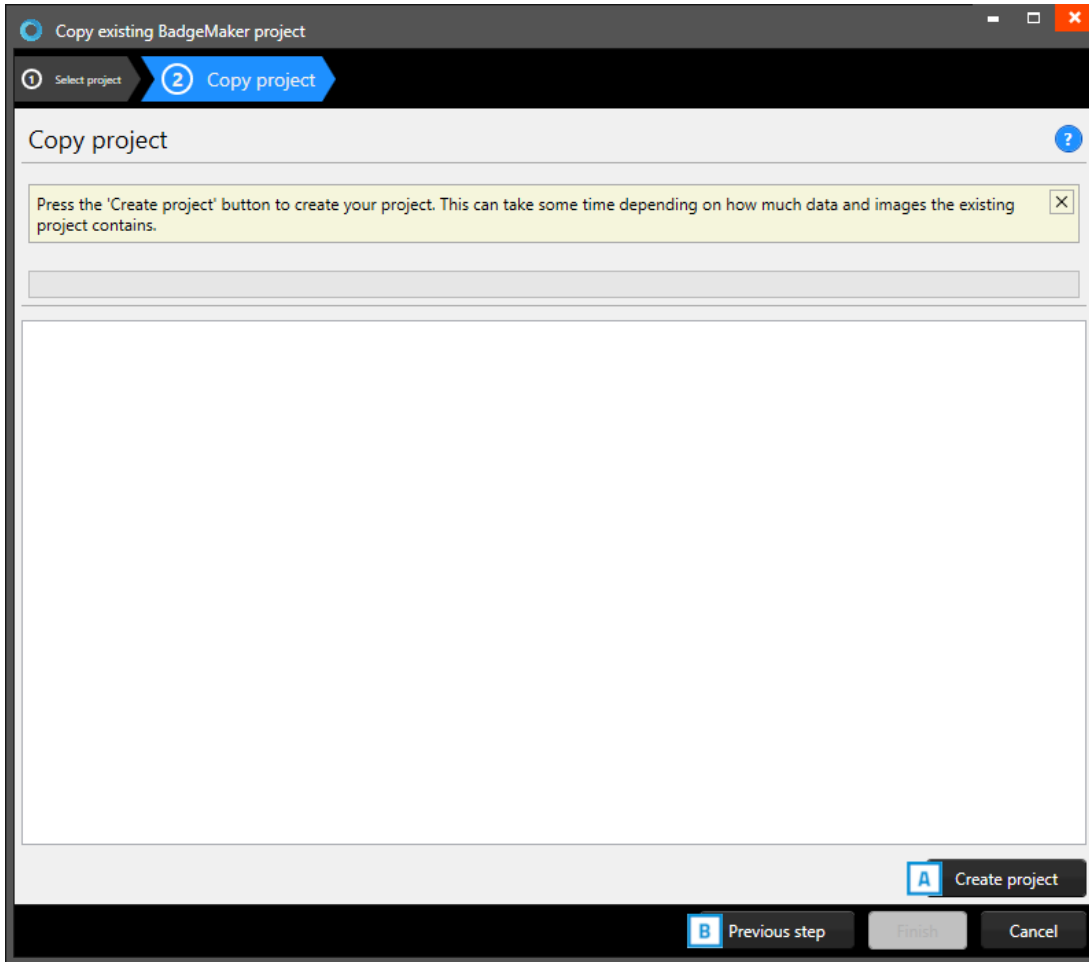 Copy existing BadgeMaker project
1 Select project
2 Copy project
Copy project
?
Press the 'Create project' button to create your project. This can take some time depending on how much data and images the existing
project contains.
A Create project
B Previous step
Finish
Cancel